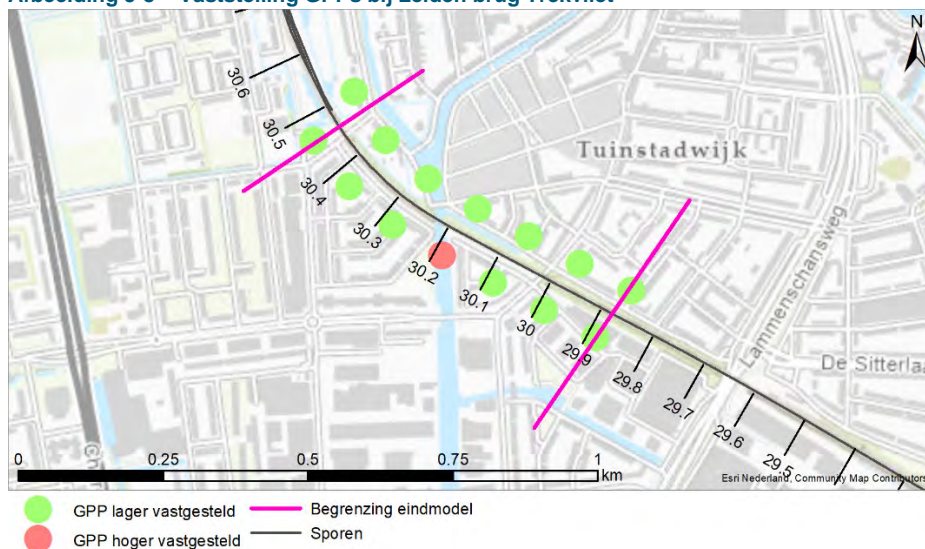 N
30.6
30.5
30.4
30.3
30.2
30.1
30
29.9
29.8
29.7
29.6
29.5
Tuinstadwijk
Lammenschansweg
De Sitterla
0 0.25 0.5 0.75 1
km
Esri Nederland, Community Map Contributors
GPP lager vastgesteld
Begrenzing eindmodel
GPP hoger vastgesteld
Sporen